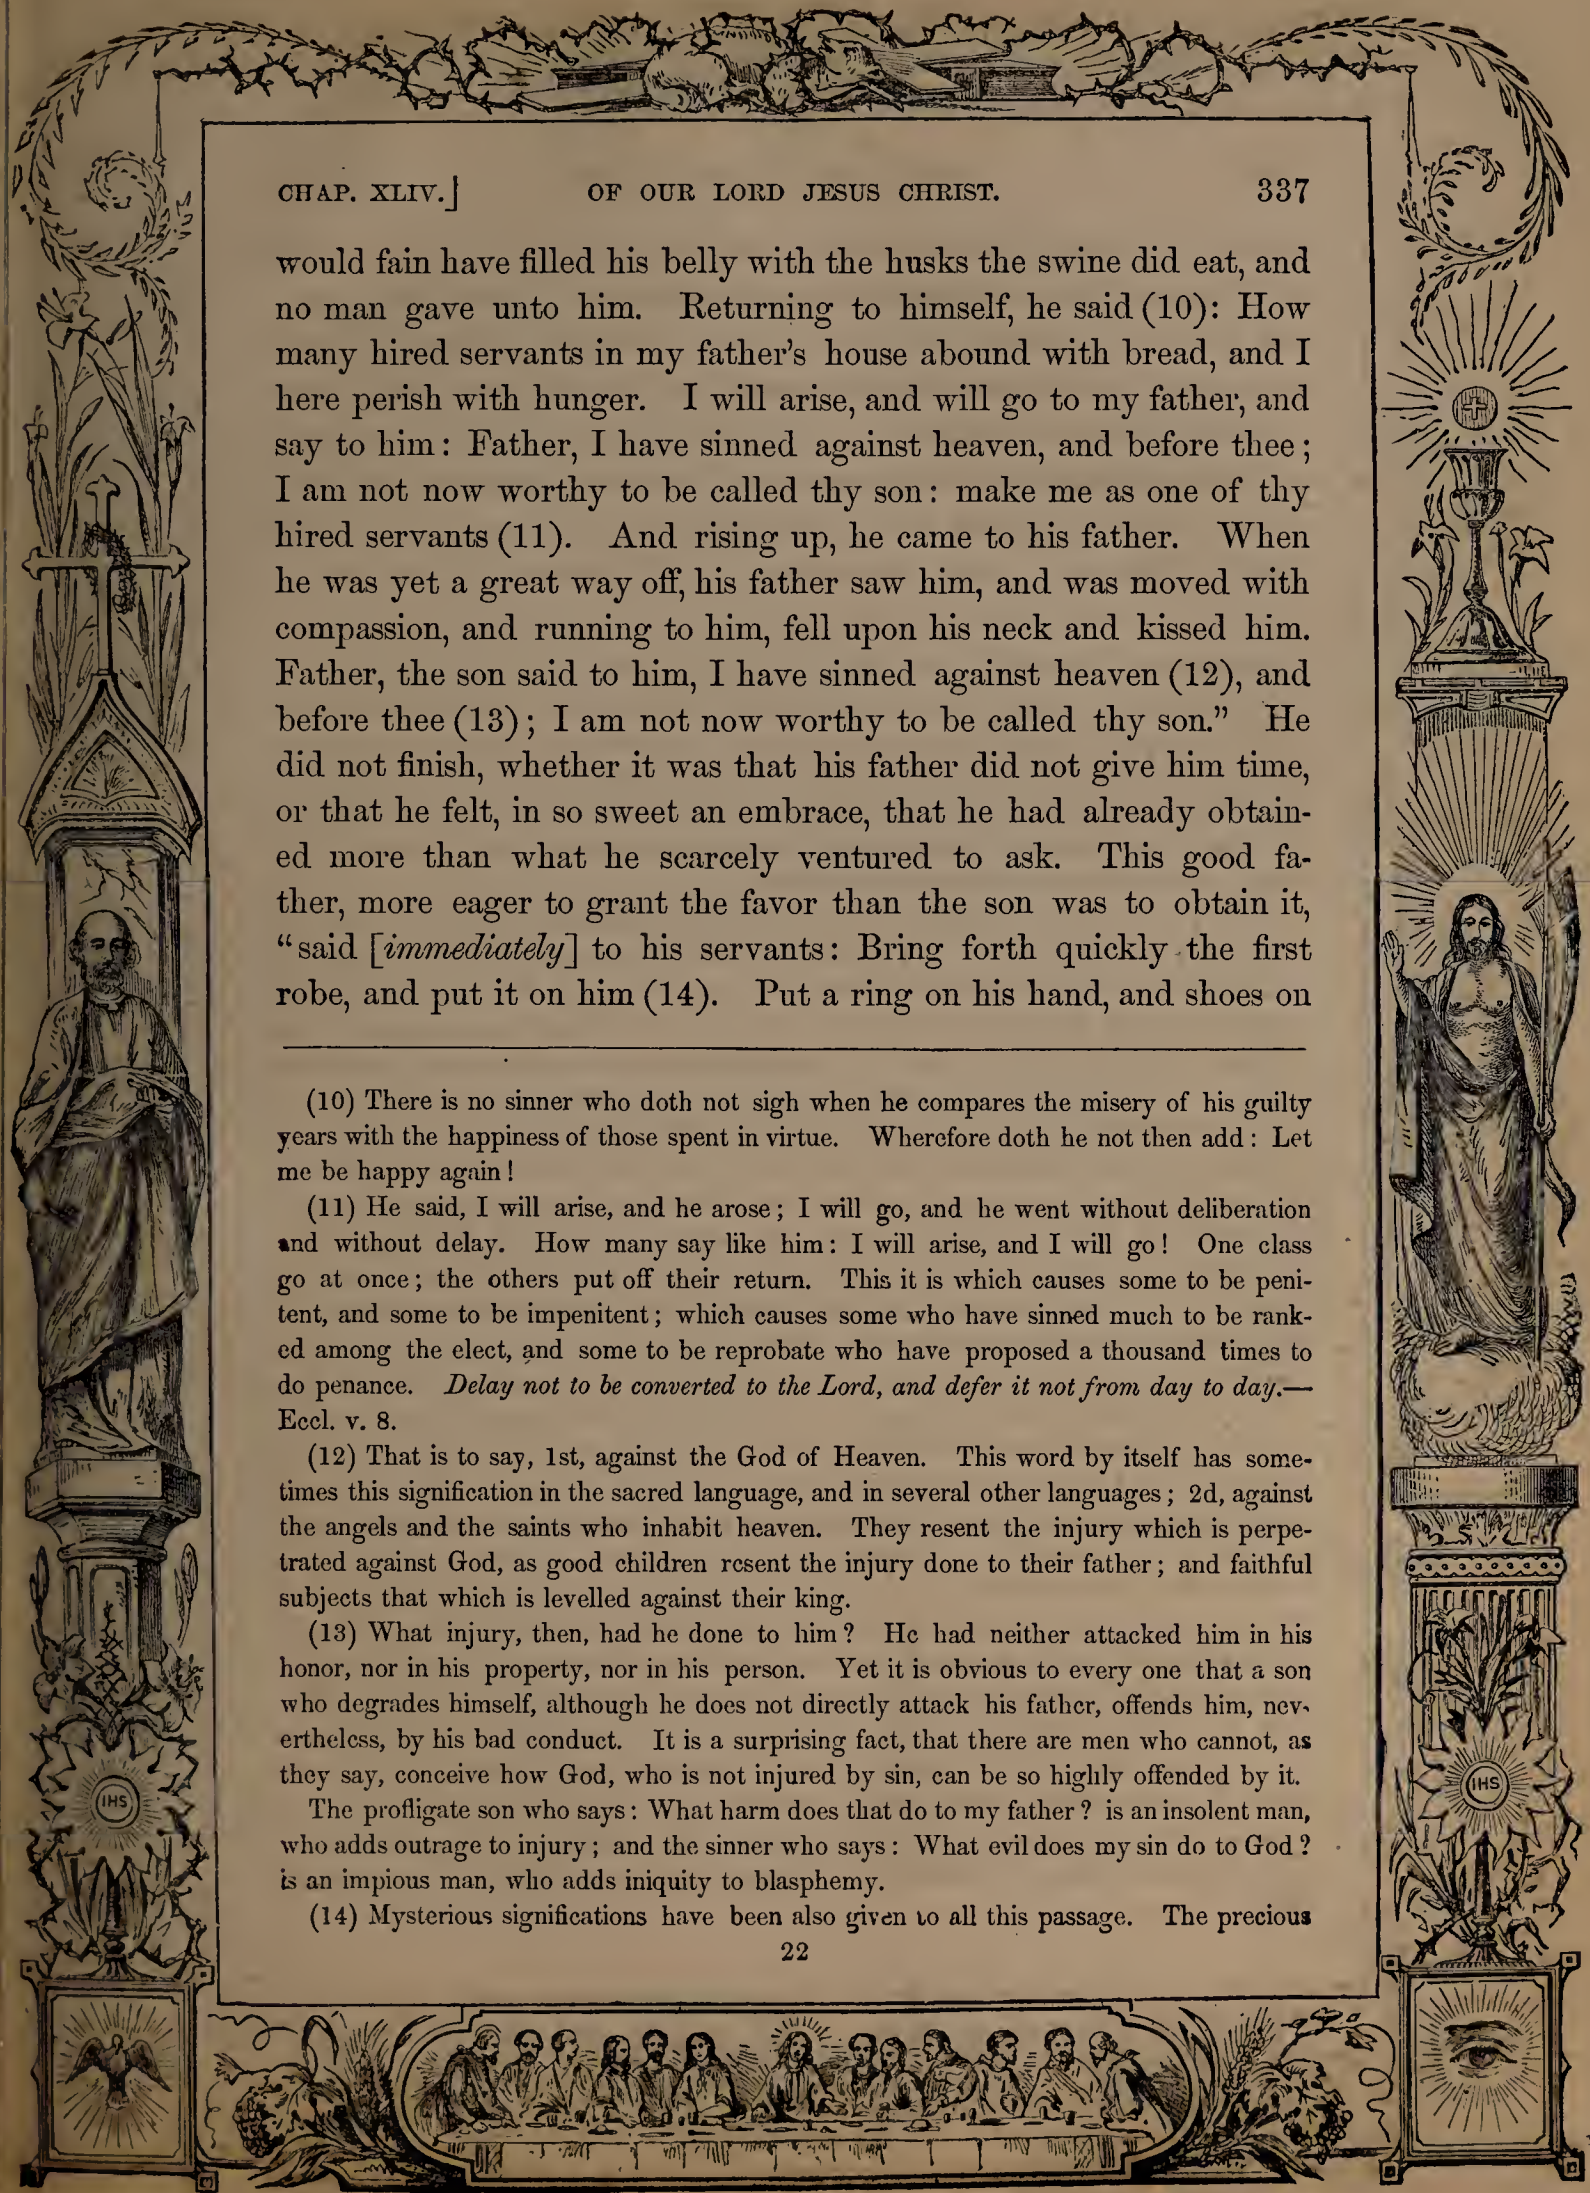 CHAP. XLIV.] OF OUR LORD JESUS CHRIST. 337
would fain have filled his belly with the husks the swine did eat, and
no man gave unto him. Returning to himself, he said (10): How
many hired servants in my father's house abound with bread, and I
here perish with hunger. I will arise, and will go to my father, and
say to him: Father, I have sinned against heaven, and before thee;
I am not now worthy to be called thy son: make me as one of thy
hired servants (11). And rising up, he came to his father. When
he was yet a great way off, his father saw him, and was moved with
compassion, and running to him, fell upon his neck and kissed him.
Father, the son said to him, I have sinned against heaven (12), and
before thee (13); I am not now worthy to be called thy son.” He
did not finish, whether it was that his father did not give him time,
or that he felt, in so sweet an embrace, that he had already obtain-
ed more than what he scarcely ventured to ask. This good fa-
ther, more eager to grant the favor than the son was to obtain it,
“said [immediately] to his servants: Bring forth quickly the first
robe, and put it on him (14). Put a ring on his hand, and shoes on
(10) There is no sinner who doth not sigh when he compares the misery of his guilty
years with the happiness of those spent in virtue. Wherefore doth he not then add: Let
me be happy again!
(11) He said, I will arise, and he arose; I will go, and he went without deliberation
and without delay. How many say like him: I will arise, and I will go! One class
go at once; the others put off their return. This it is which causes some to be peni-
tent, and some to be impenitent; which causes some who have sinned much to be rank-
ed among the elect, and some to be reprobate who have proposed a thousand times to
do penance. Delay not to be converted to the Lord, and defer it not from day to day.—
Eccl. v. 8.
(12) That is to say, 1st, against the God of Heaven. This word by itself has some-
times this signification in the sacred language, and in several other languages; 2d, against
the angels and the saints who inhabit heaven. They resent the injury which is perpe-
trated against God, as good children resent the injury done to their father; and faithful
subjects that which is levelled against their king.
(13) What injury, then, had he done to him? He had neither attacked him in his
honor, nor in his property, nor in his person. Yet it is obvious to every one that a son
who degrades himself, although he does not directly attack his father, offends him, nev-
ertheless, by his bad conduct. It is a surprising fact, that there are men who cannot, as
they say, conceive how God, who is not injured by sin, can be so highly offended by it.
The profligate son who says: What harm does that do to my father? is an insolent man,
who adds outrage to injury; and the sinner who says: What evil does my sin do to God?
is an impious man, who adds iniquity to blasphemy.
(14) Mysterious significations have been also given to all this passage. The precious
22
IHS
IHS